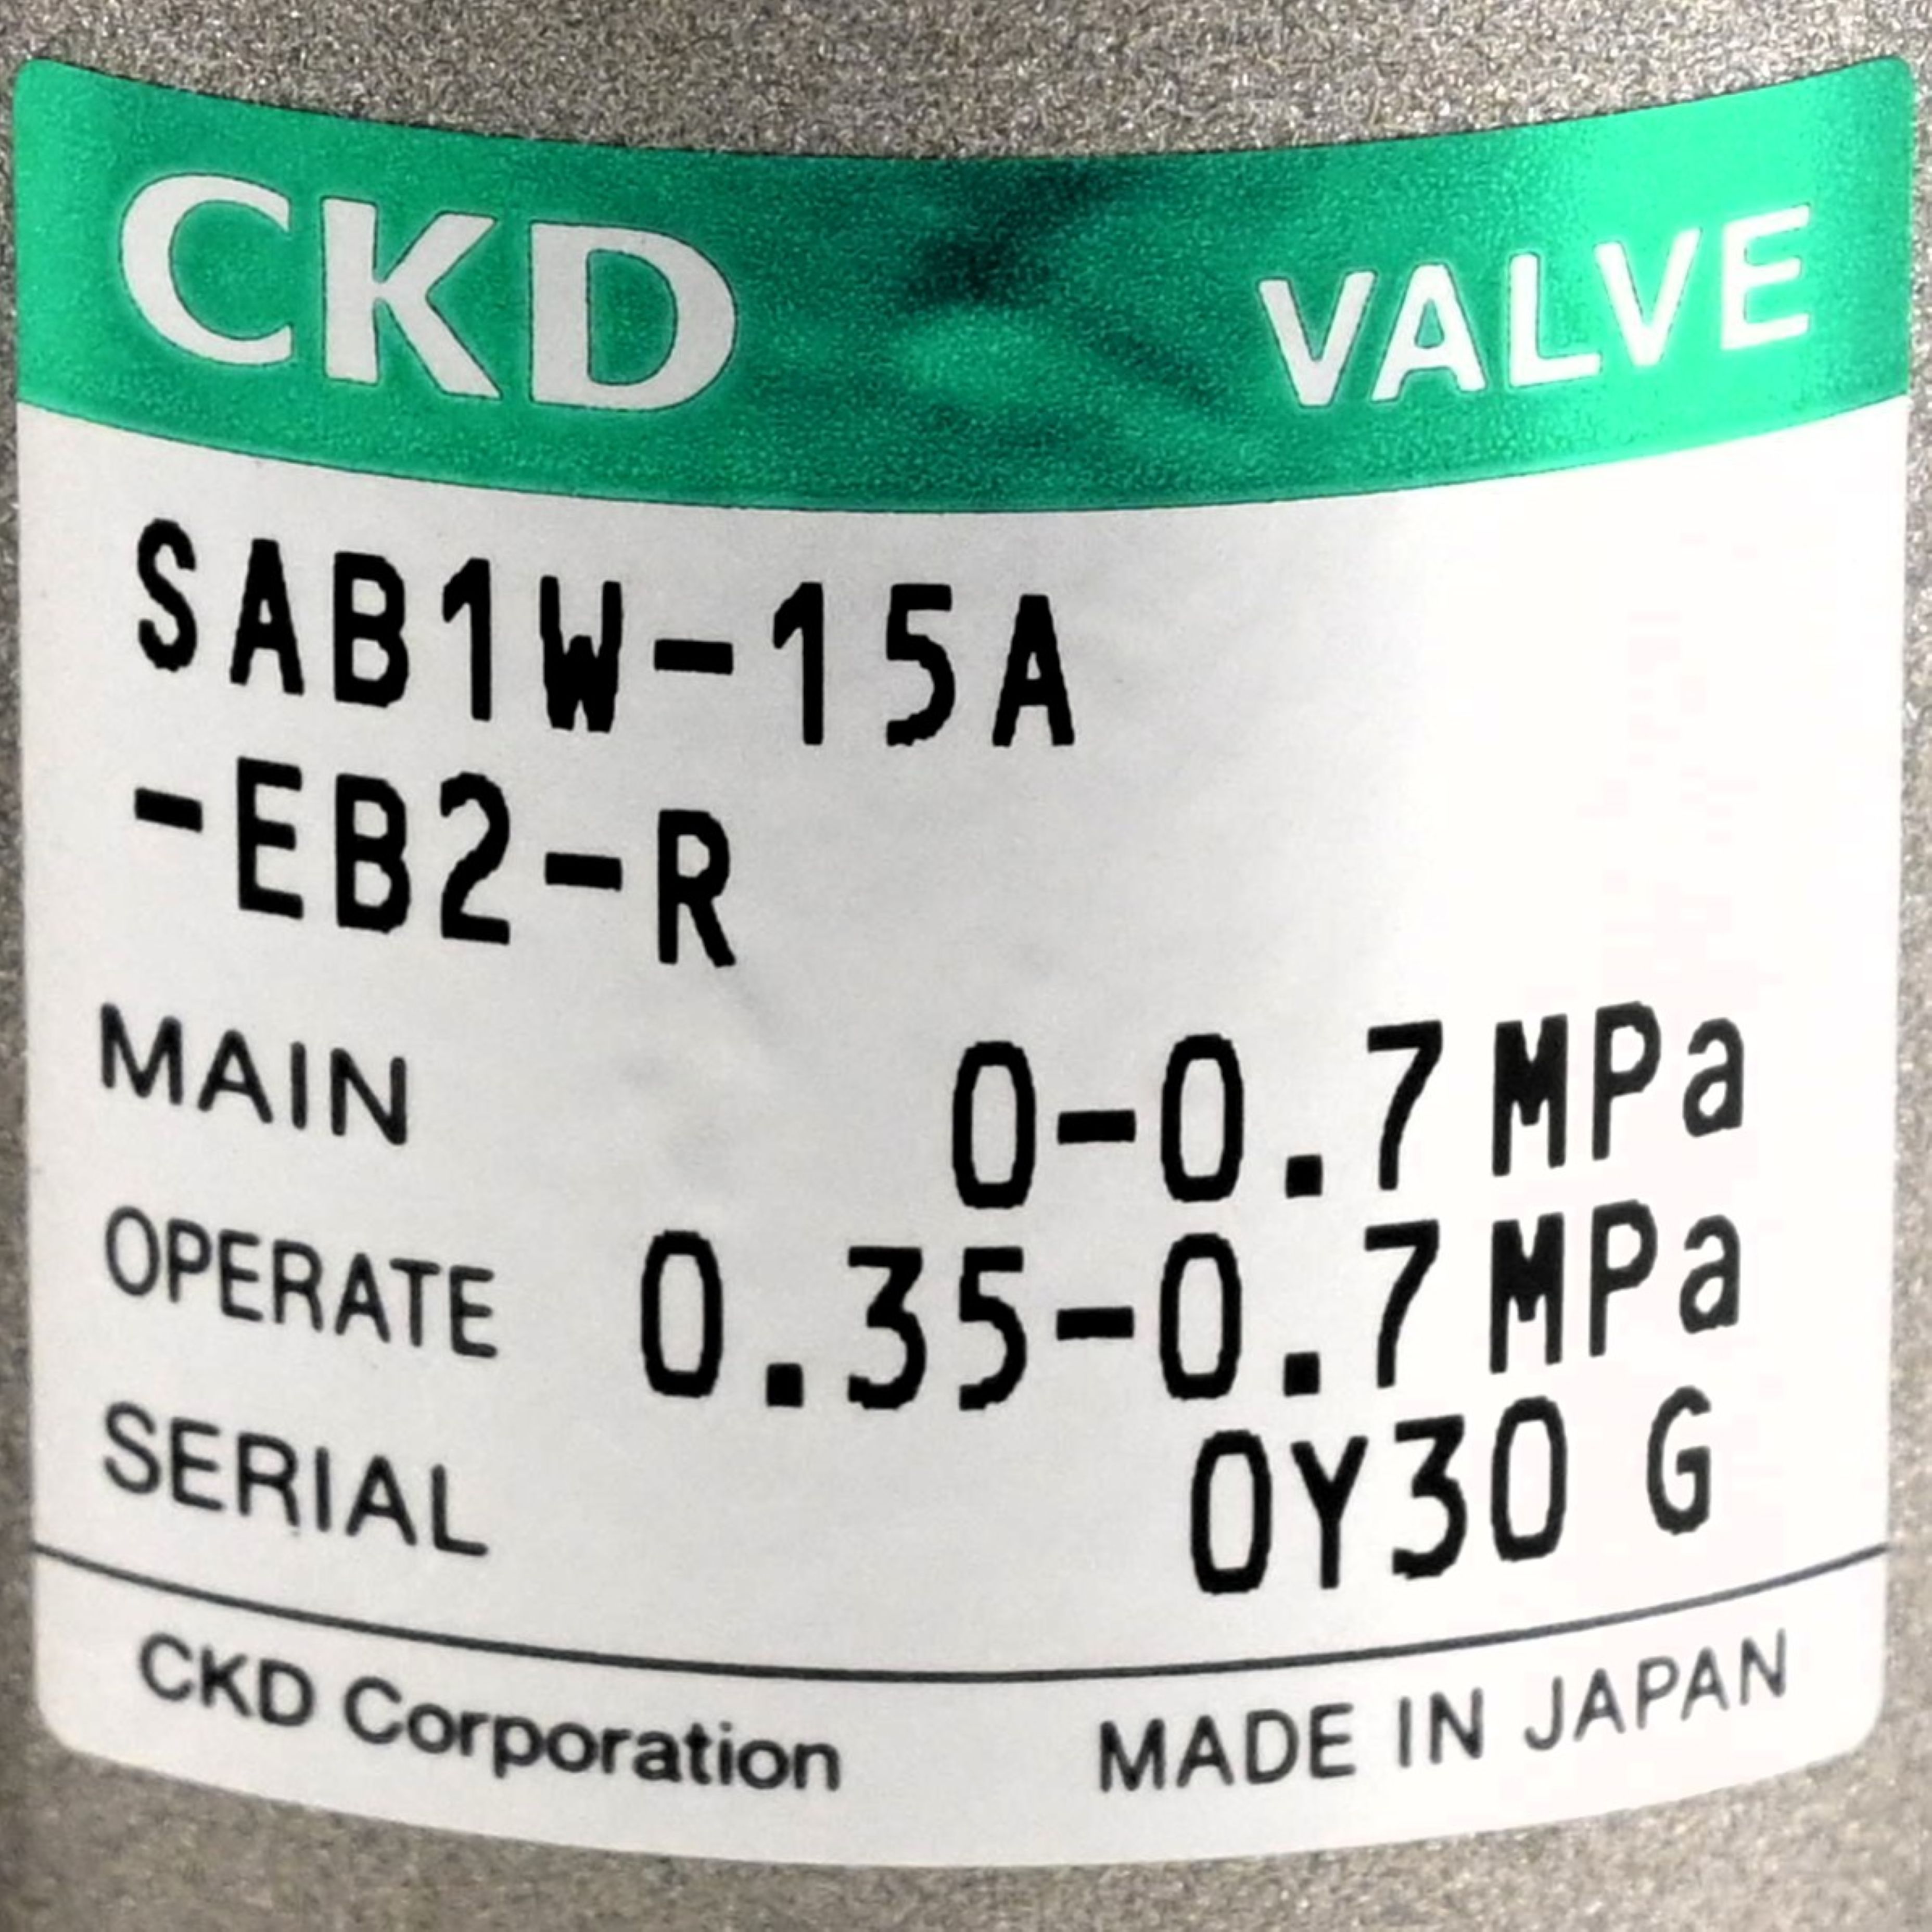 CKD VALVE
SAB1W-15A
-EB2-R
MAIN 0-0.7MPa
OPERATE 0.35-0.7MPa
SERIAL 0Y30 G
CKD Corporation MADE IN JAPAN